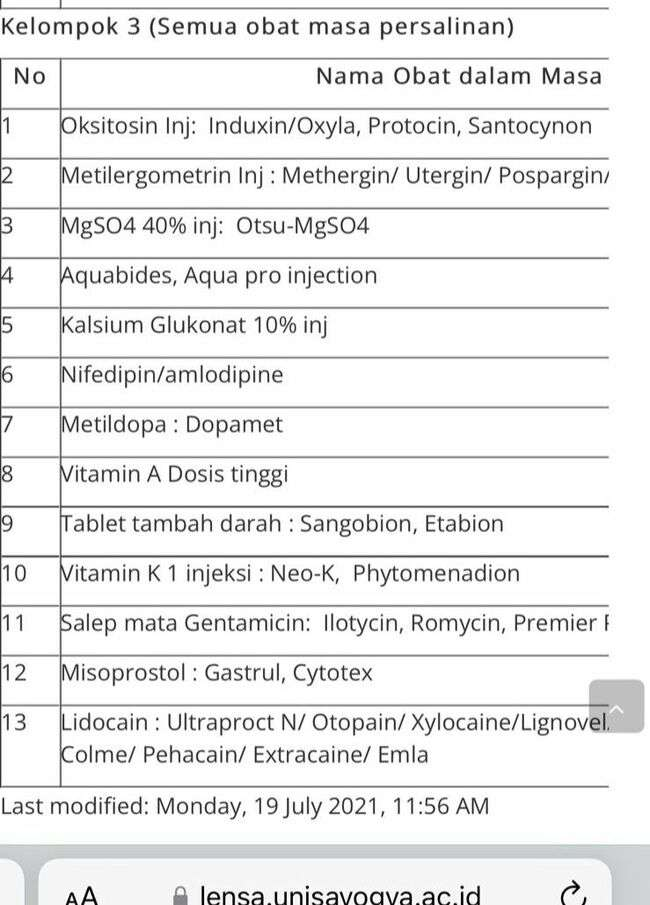 Kelompok 3 (Semua obat masa persalinan)
No Nama Obat dalam Masa
1 Oksitosin Inj: Induxin/Oxyla, Protocin, Santocynon
2 Metilergometrin Inj : Methergin/ Utergin/ Pospargin/
3 MgSO4 40% inj: Otsu-MgSO4
4 Aquabides, Aqua pro injection
5 Kalsium Glukonat 10% inj
6 Nifedipin/amlodipine
7 Metildopa : Dopamet
8 Vitamin A Dosis tinggi
9 Tablet tambah darah : Sangobion, Etabion
10 Vitamin K 1 injeksi : Neo-K, Phytomenadion
11 Salep mata Gentamicin: Ilotycin, Romycin, Premier
12 Misoprostol : Gastrul, Cytotex
13 Lidocain : Ultraproct N/ Otopain/ Xylocaine/Lignovel
Colme/ Pehacain/ Extracaine/ Emla
Last modified: Monday, 19 July 2021, 11:56 AM
AA lensa.unisayogya.ac.id